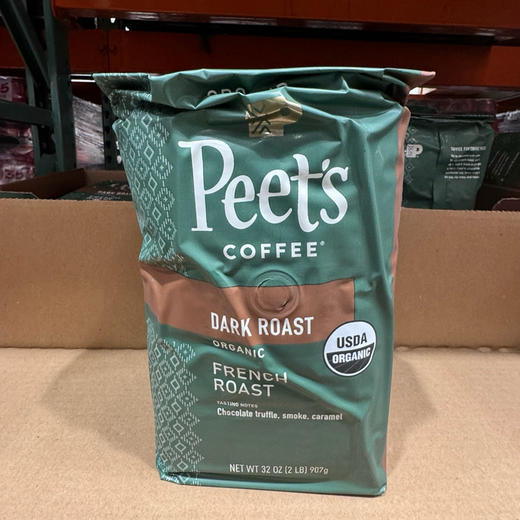 Peet's
COFFEE®
DARK ROAST
ORGANIC
FRENCH
ROAST
TASTING NOTES
Chocolate truffle, smoke, caramel
USDA
ORGANIC
NET WT 32 OZ (2 LB) 907g